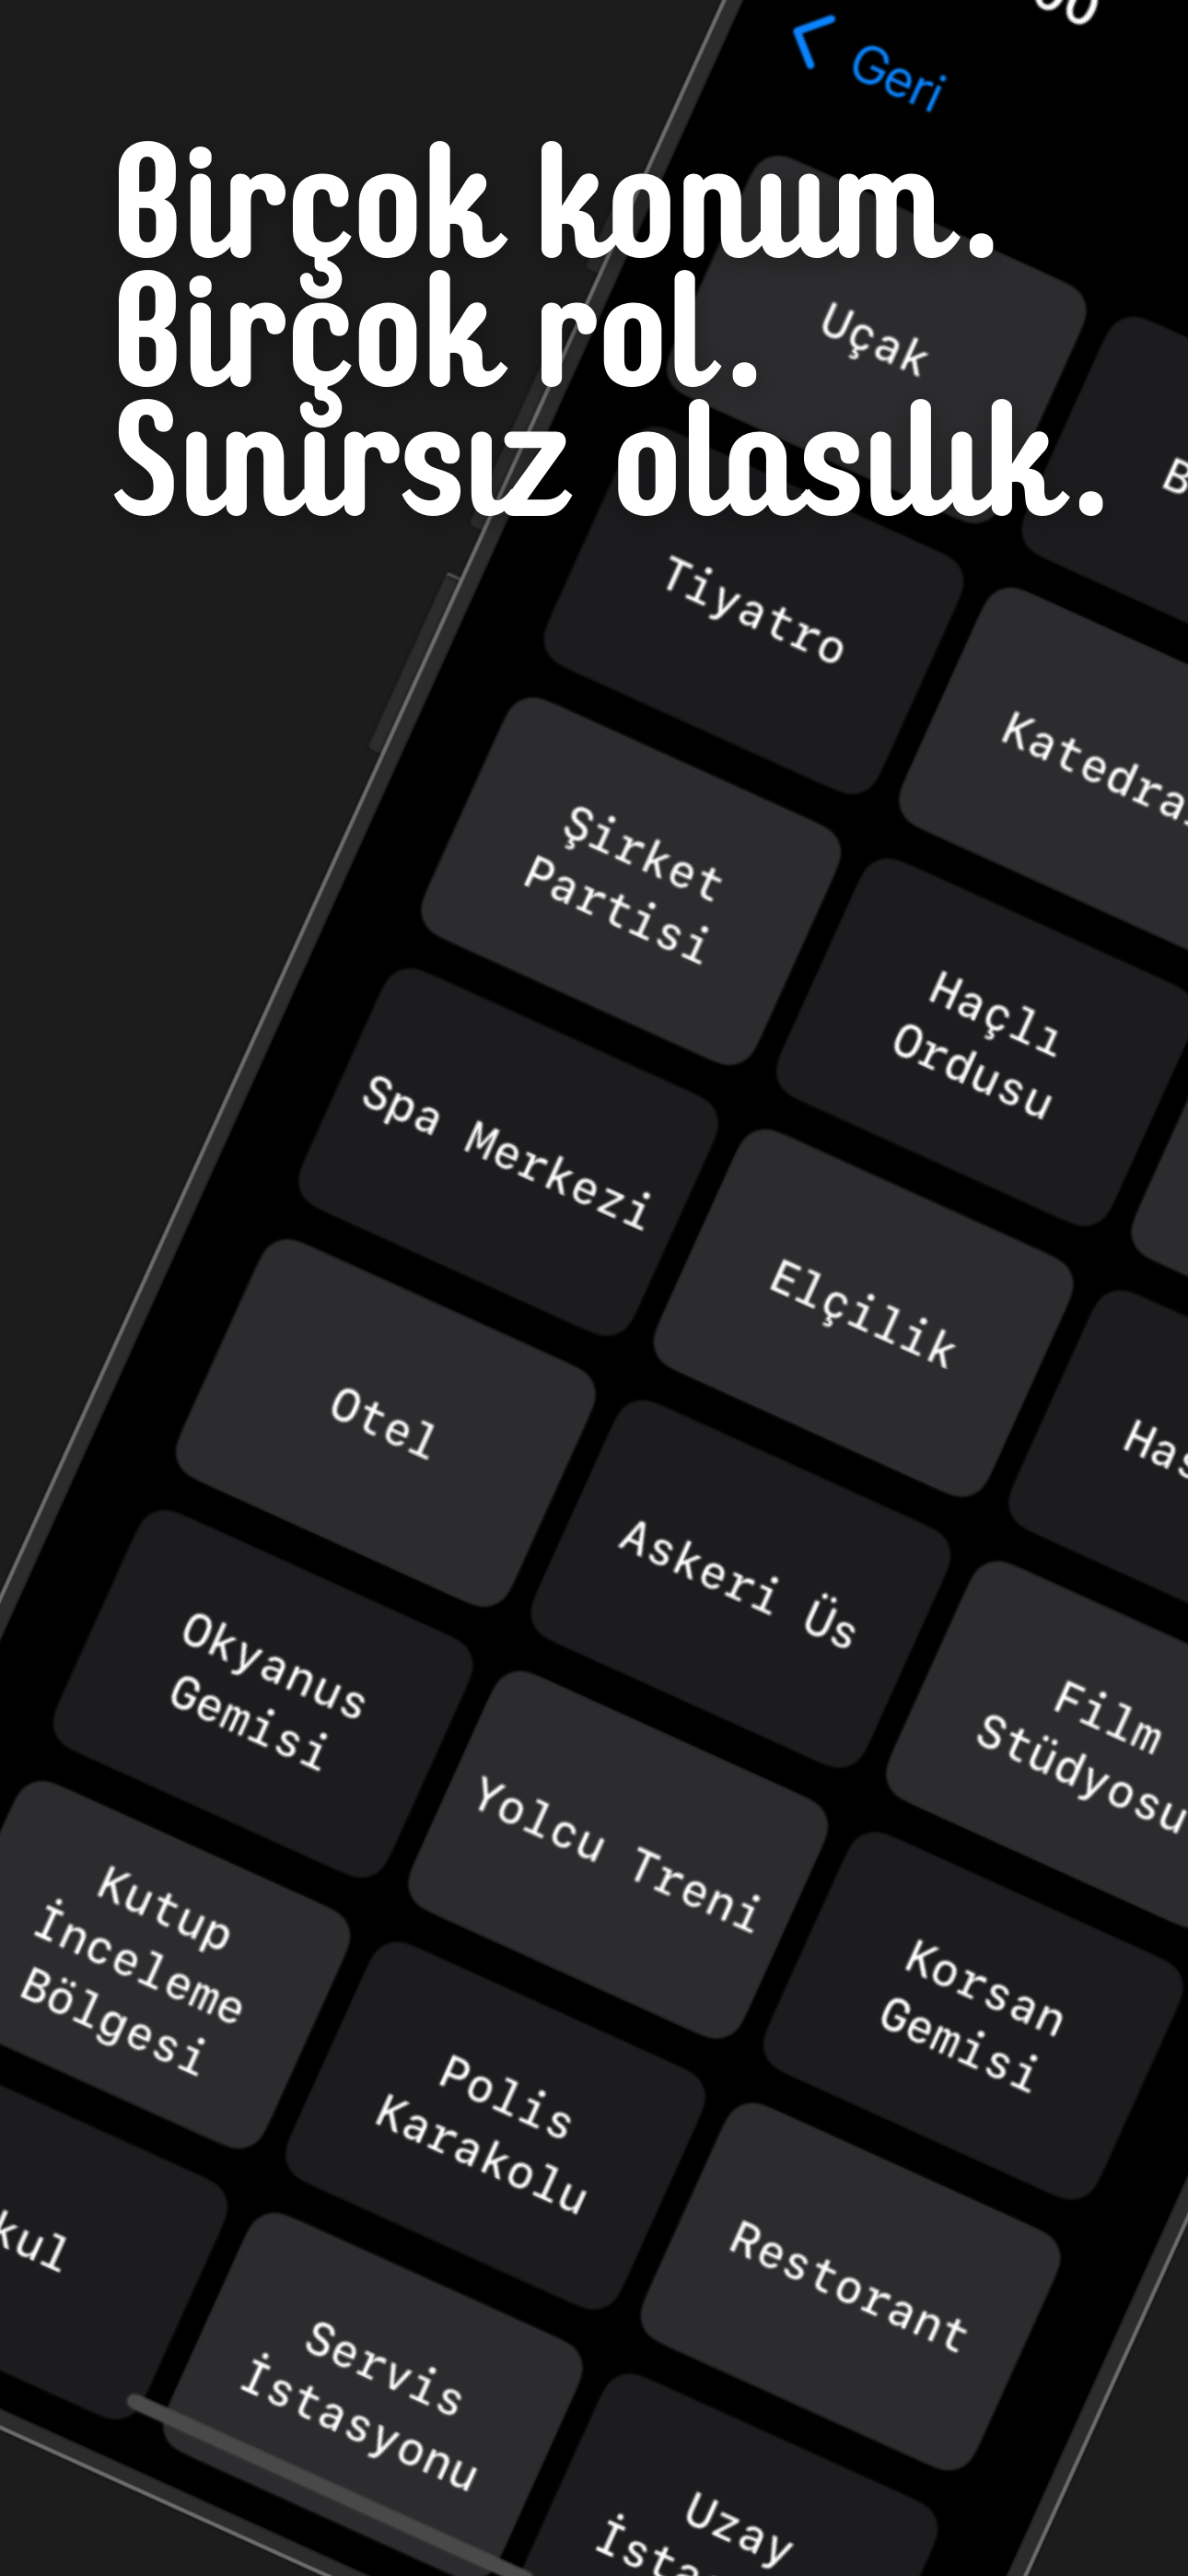 Geri
Birçok konum.
Birçok rol.
Sınırsız olasılık.
Uçak
Tiyatro
Şirket
Partisi
Haçlı
Ordusu
Spa Merkezi
Elçilik
Otel
Askeri Üs
Film
Stüdyosu
Okyanus
Gemisi
Yolcu Treni
Korsan
Gemisi
Kutup
İnceleme
Bölgesi
Polis
Karakolu
Restorant
Servis
İstasyonu
Uzay